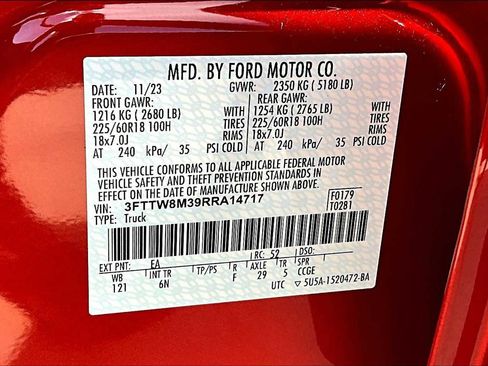 MFD. BY FORD MOTOR CO.
DATE: 11/23 GVWR: 2350 KG ( 5180 LB)
FRONT GAWR: REAR GAWR:
1216 KG ( 2680 LB) 1254 KG ( 2765 LB)
225/60R18 100H TIRES 225/60R18 100H TIRES
18x7.0J RIMS 18x7.0J RIMS
AT 240 kPa/ 35 PSI COLD AT 240 kPa/ 35 PSI COLD
THIS VEHICLE CONFORMS TO ALL APPLICABLE FEDERAL MOTOR
VEHICLE SAFETY AND THEFT PREVENTION STANDARDS IN EFFECT
ON THE DATE OF MANUFACTURE SHOWN ABOVE.
VIN: 3FTTW8M39RRA14717 F0179
TYPE: Truck T0281
EXT PNT: EA RC: 52 DSO:
WB INT TR TP/PS R AXLE TR SPR
121 6N F 29 5 CCGE
UTC 5U5A-1520472-BA